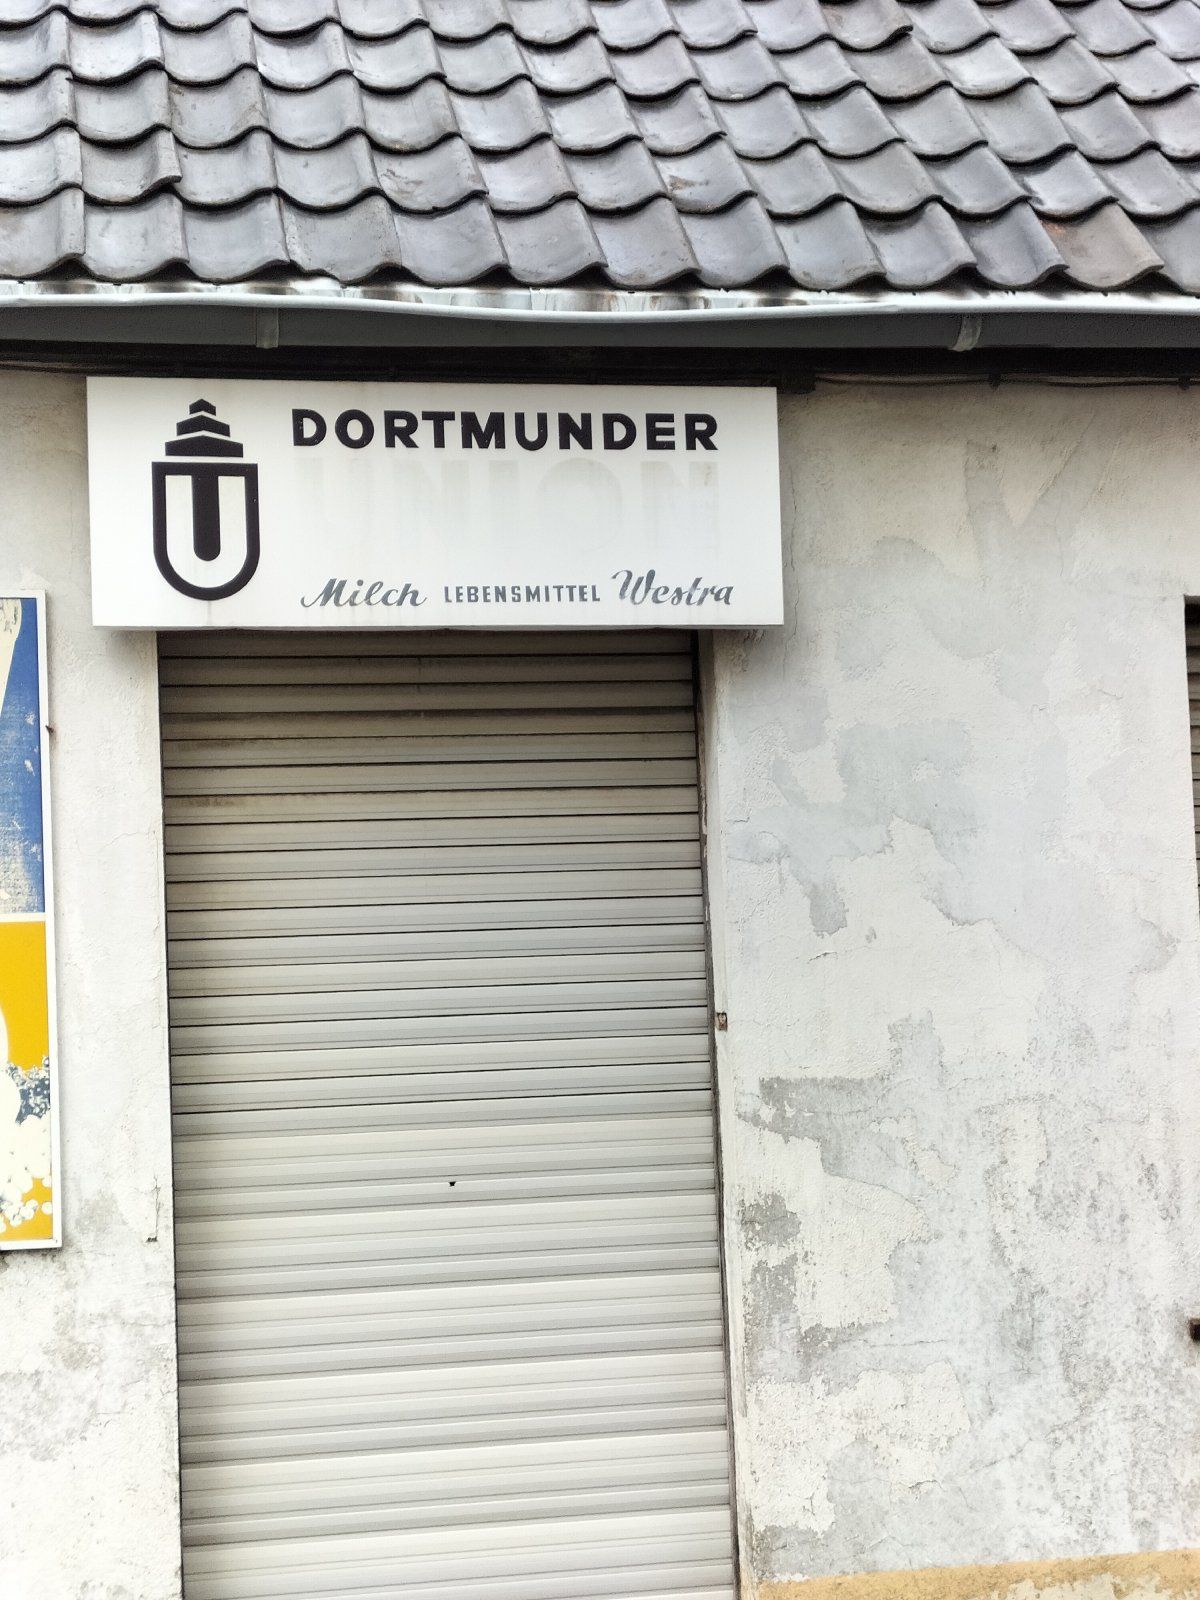 DORTMUNDER
UNION
Milch LEBENSMITTEL Westra